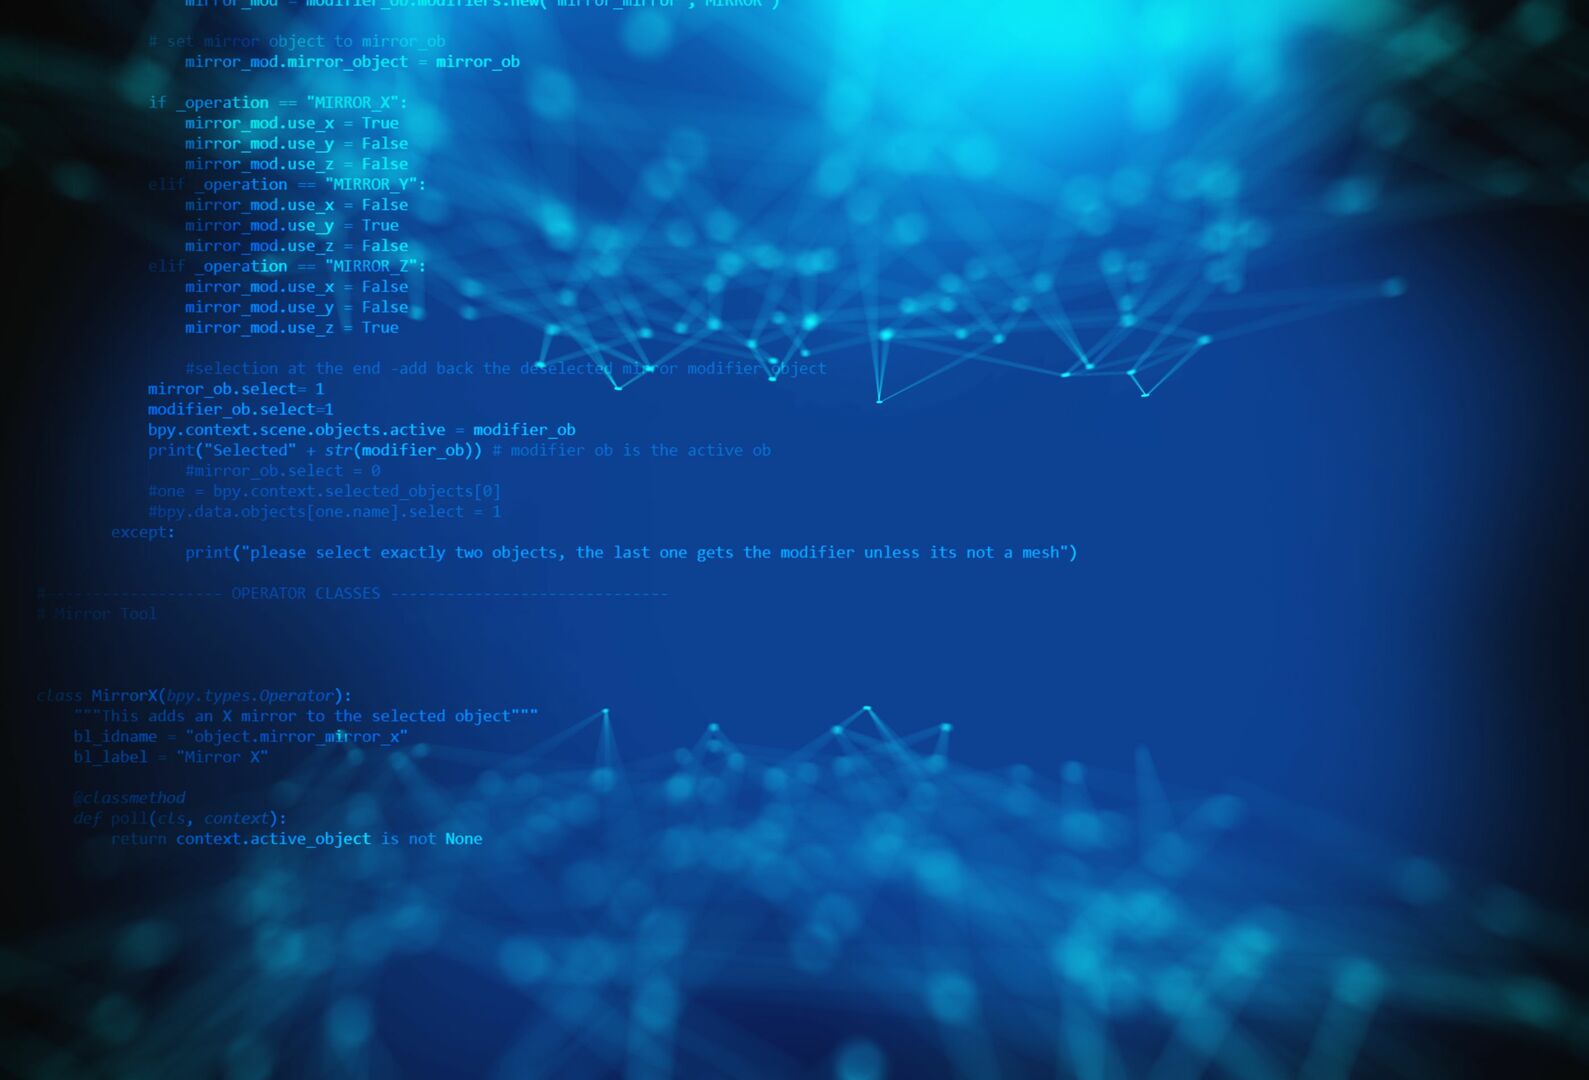 mirror_mod = modifier_ob.modifiers.new("mirror_mirror","MIRROR")
# set mirror object to mirror_ob
mirror_mod.mirror_object = mirror_ob
if _operation == "MIRROR_X":
mirror_mod.use_x = True
mirror_mod.use_y = False
mirror_mod.use_z = False
elif _operation == "MIRROR_Y":
mirror_mod.use_x = False
mirror_mod.use_y = True
mirror_mod.use_z = False
elif _operation == "MIRROR_Z":
mirror_mod.use_x = False
mirror_mod.use_y = False
mirror_mod.use_z = True
#selection at the end -add back the deselected mirror modifier object
mirror_ob.select= 1
modifier_ob.select=1
bpy.context.scene.objects.active = modifier_ob
print("Selected" + str(modifier_ob)) # modifier ob is the active ob
#mirror_ob.select = 0
#one = bpy.context.selected_objects[0]
#bpy.data.objects[one.name].select = 1
except:
print("please select exactly two objects, the last one gets the modifier unless its not a mesh")
#------------------- OPERATOR CLASSES ------------------------------
# Mirror Tool
class MirrorX(bpy.types.Operator):
"""This adds an X mirror to the selected object"""
bl_idname = "object.mirror_mirror_x"
bl_label = "Mirror X"
@classmethod
def poll(cls, context):
return context.active_object is not None